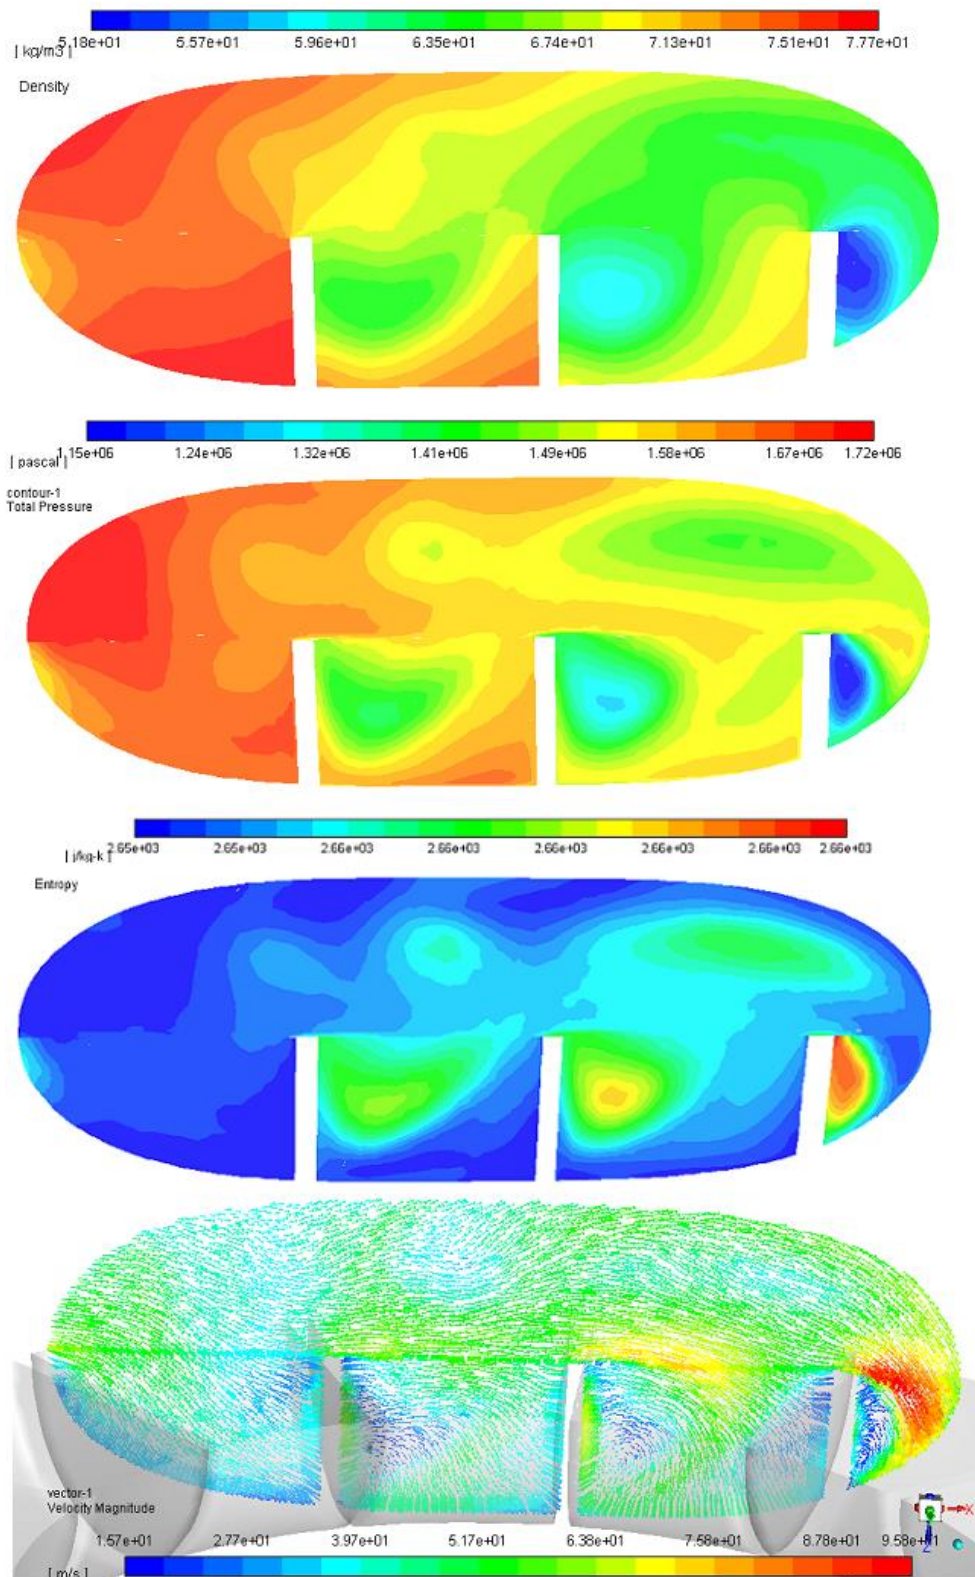 5.18e+01 5.57e+01 5.96e+01 6.35e+01 6.74e+01 7.13e+01 7.51e+01 7.77e+01
[ kg/m3 ]
Density
1.15e+06 1.24e+06 1.32e+06 1.41e+06 1.49e+06 1.58e+06 1.67e+06 1.72e+06
[ pascal ]
contour-1
Total Pressure
2.65e+03 2.65e+03 2.66e+03 2.66e+03 2.66e+03 2.66e+03 2.66e+03 2.66e+03
[ j/kg-k ]
Entropy
vector-1
Velocity Magnitude
X
Z
1.57e+01 2.77e+01 3.97e+01 5.17e+01 6.38e+01 7.58e+01 8.78e+01 9.58e+01
[ m/s ]